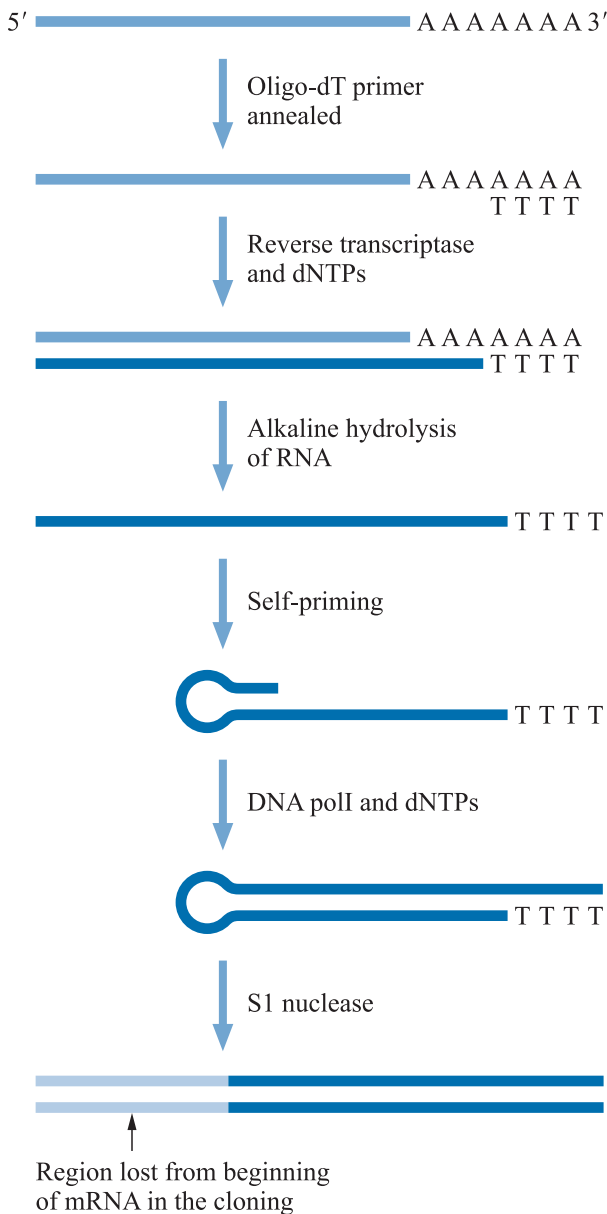 5′ A A A A A A A 3′
Oligo-dT primer
annealed
A A A A A A A
T T T T
Reverse transcriptase
and dNTPs
A A A A A A A
T T T T
Alkaline hydrolysis
of RNA
T T T T
Self-priming
T T T T
DNA polI and dNTPs
T T T T
S1 nuclease
Region lost from beginning
of mRNA in the cloning